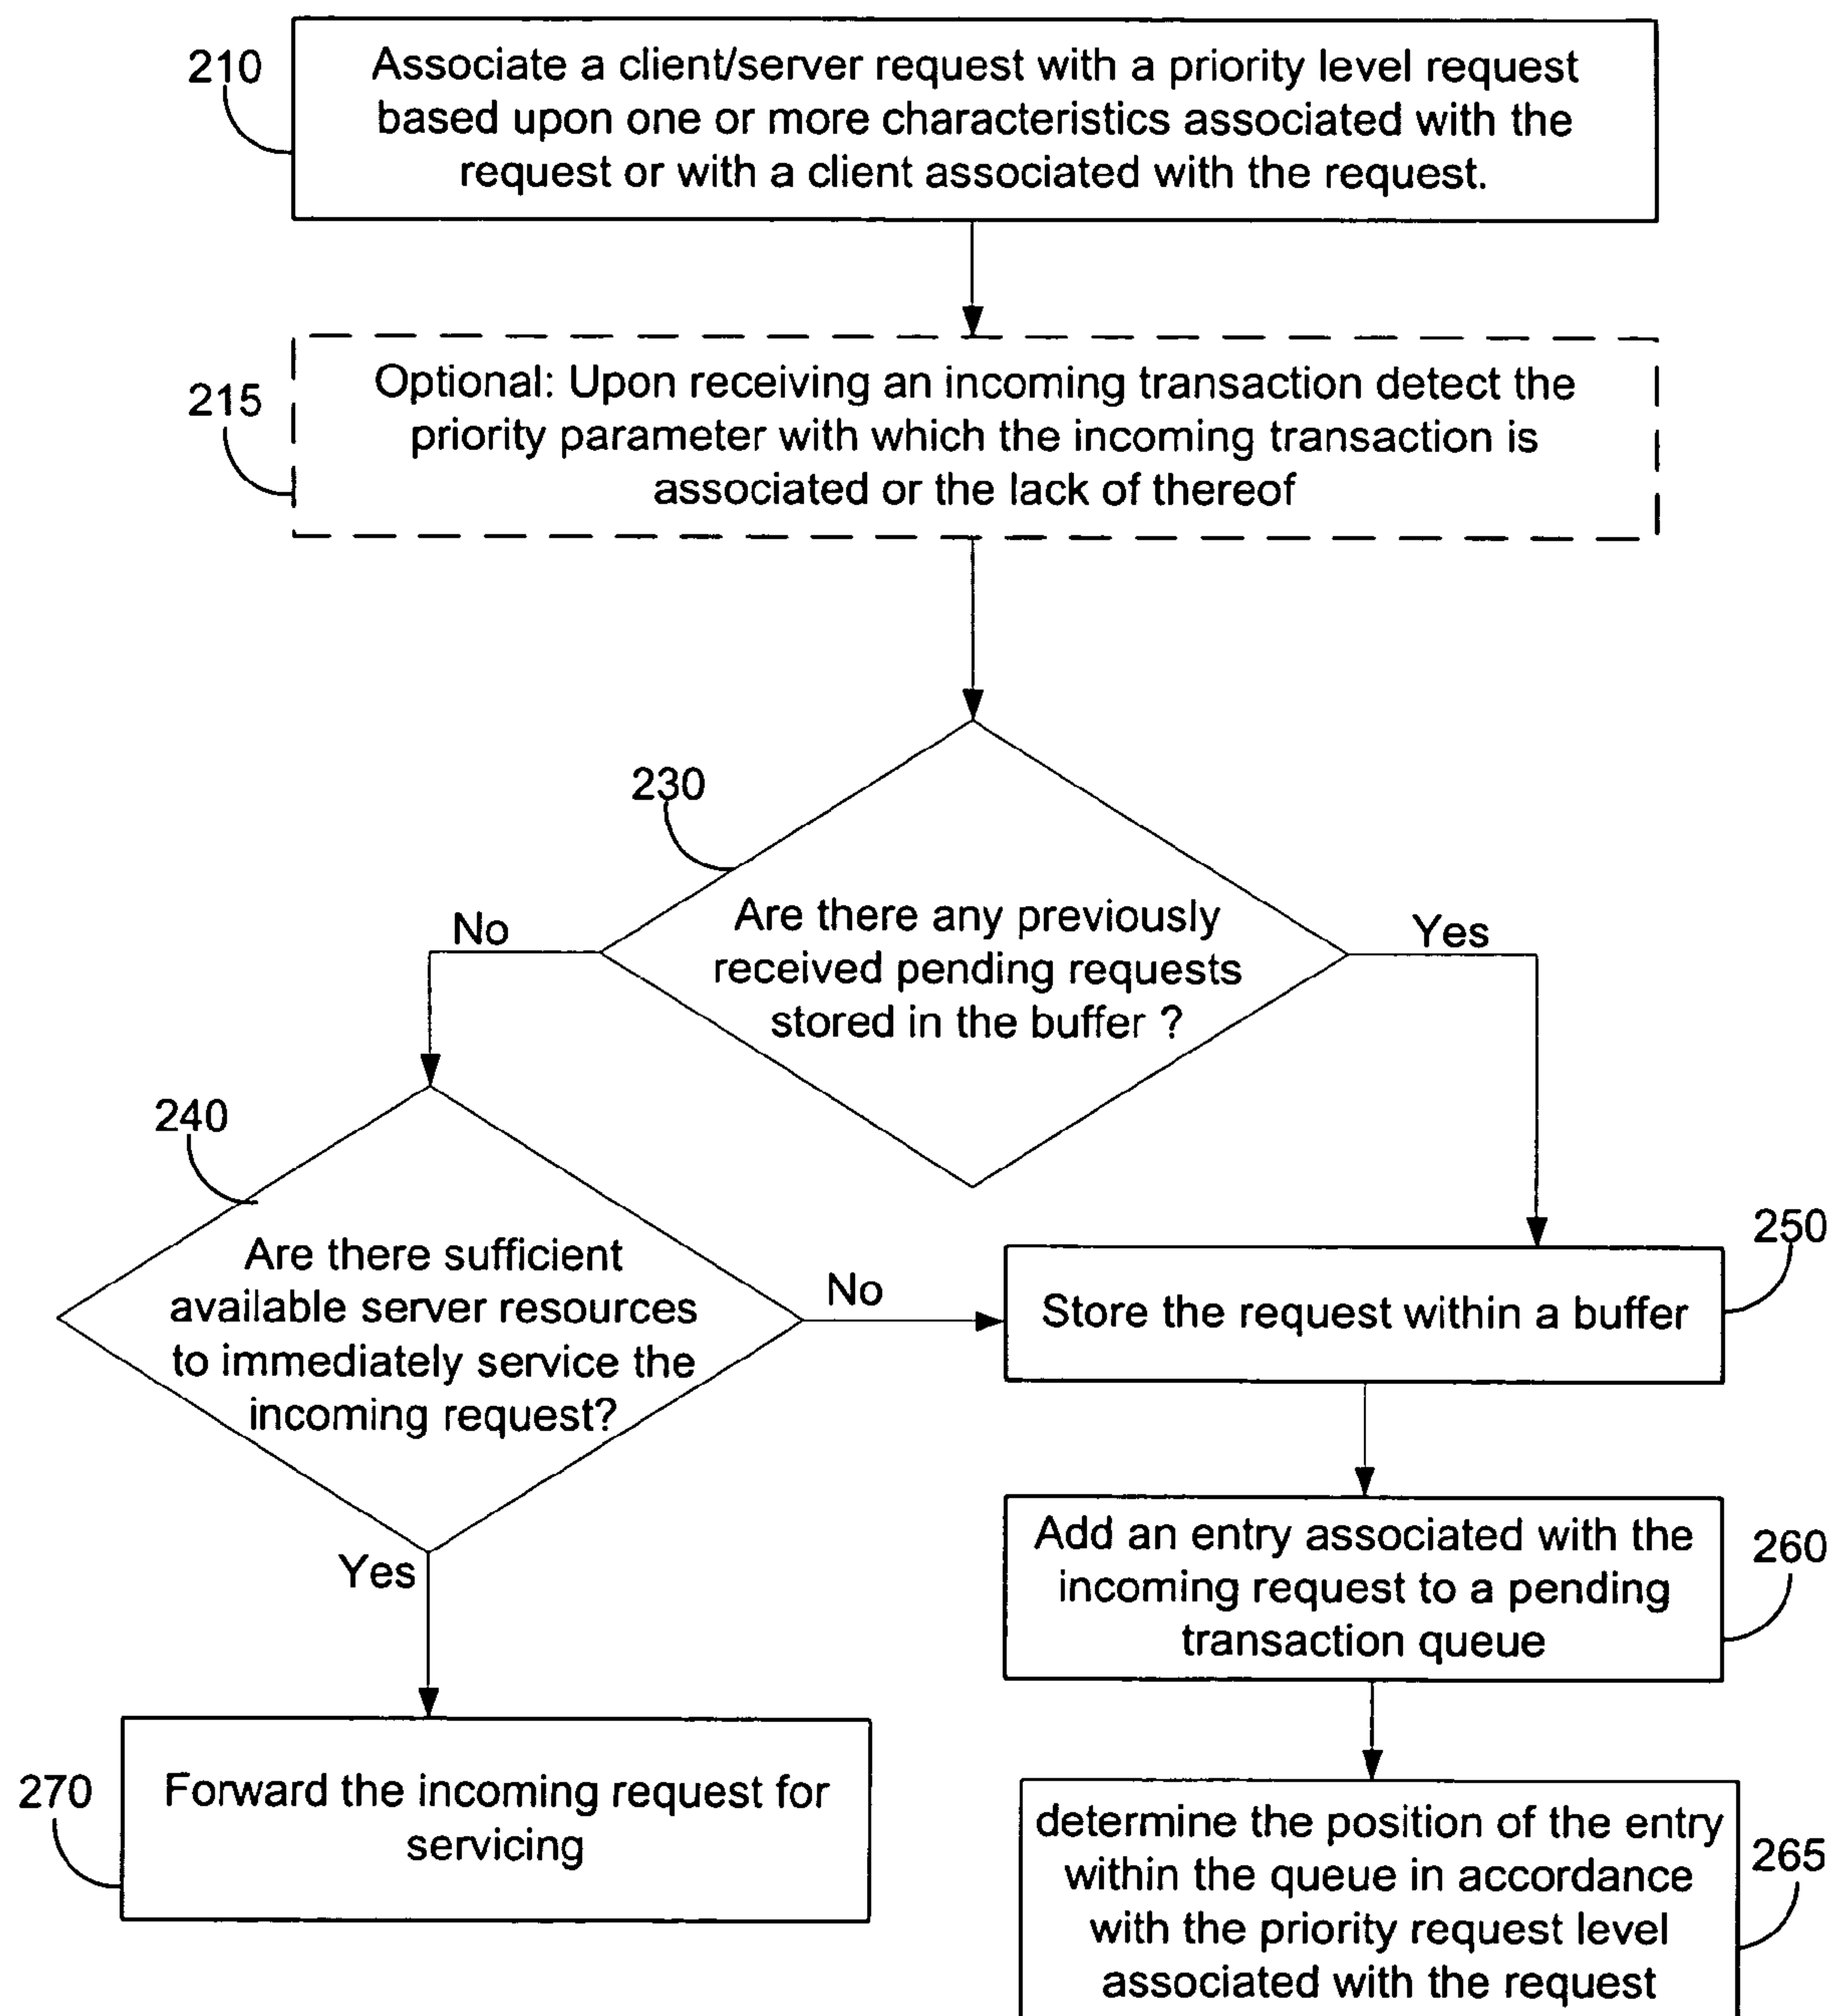 210
Associate a client/server request with a priority level request
based upon one or more characteristics associated with the
request or with a client associated with the request.
215
Optional: Upon receiving an incoming transaction detect the
priority parameter with which the incoming transaction is
associated or the lack of thereof
230
Are there any previously
received pending requests
stored in the buffer ?
No
Yes
240
Are there sufficient
available server resources
to immediately service the
incoming request?
No
Yes
250
Store the request within a buffer
260
Add an entry associated with the
incoming request to a pending
transaction queue
270
Forward the incoming request for
servicing
265
determine the position of the entry
within the queue in accordance
with the priority request level
associated with the request